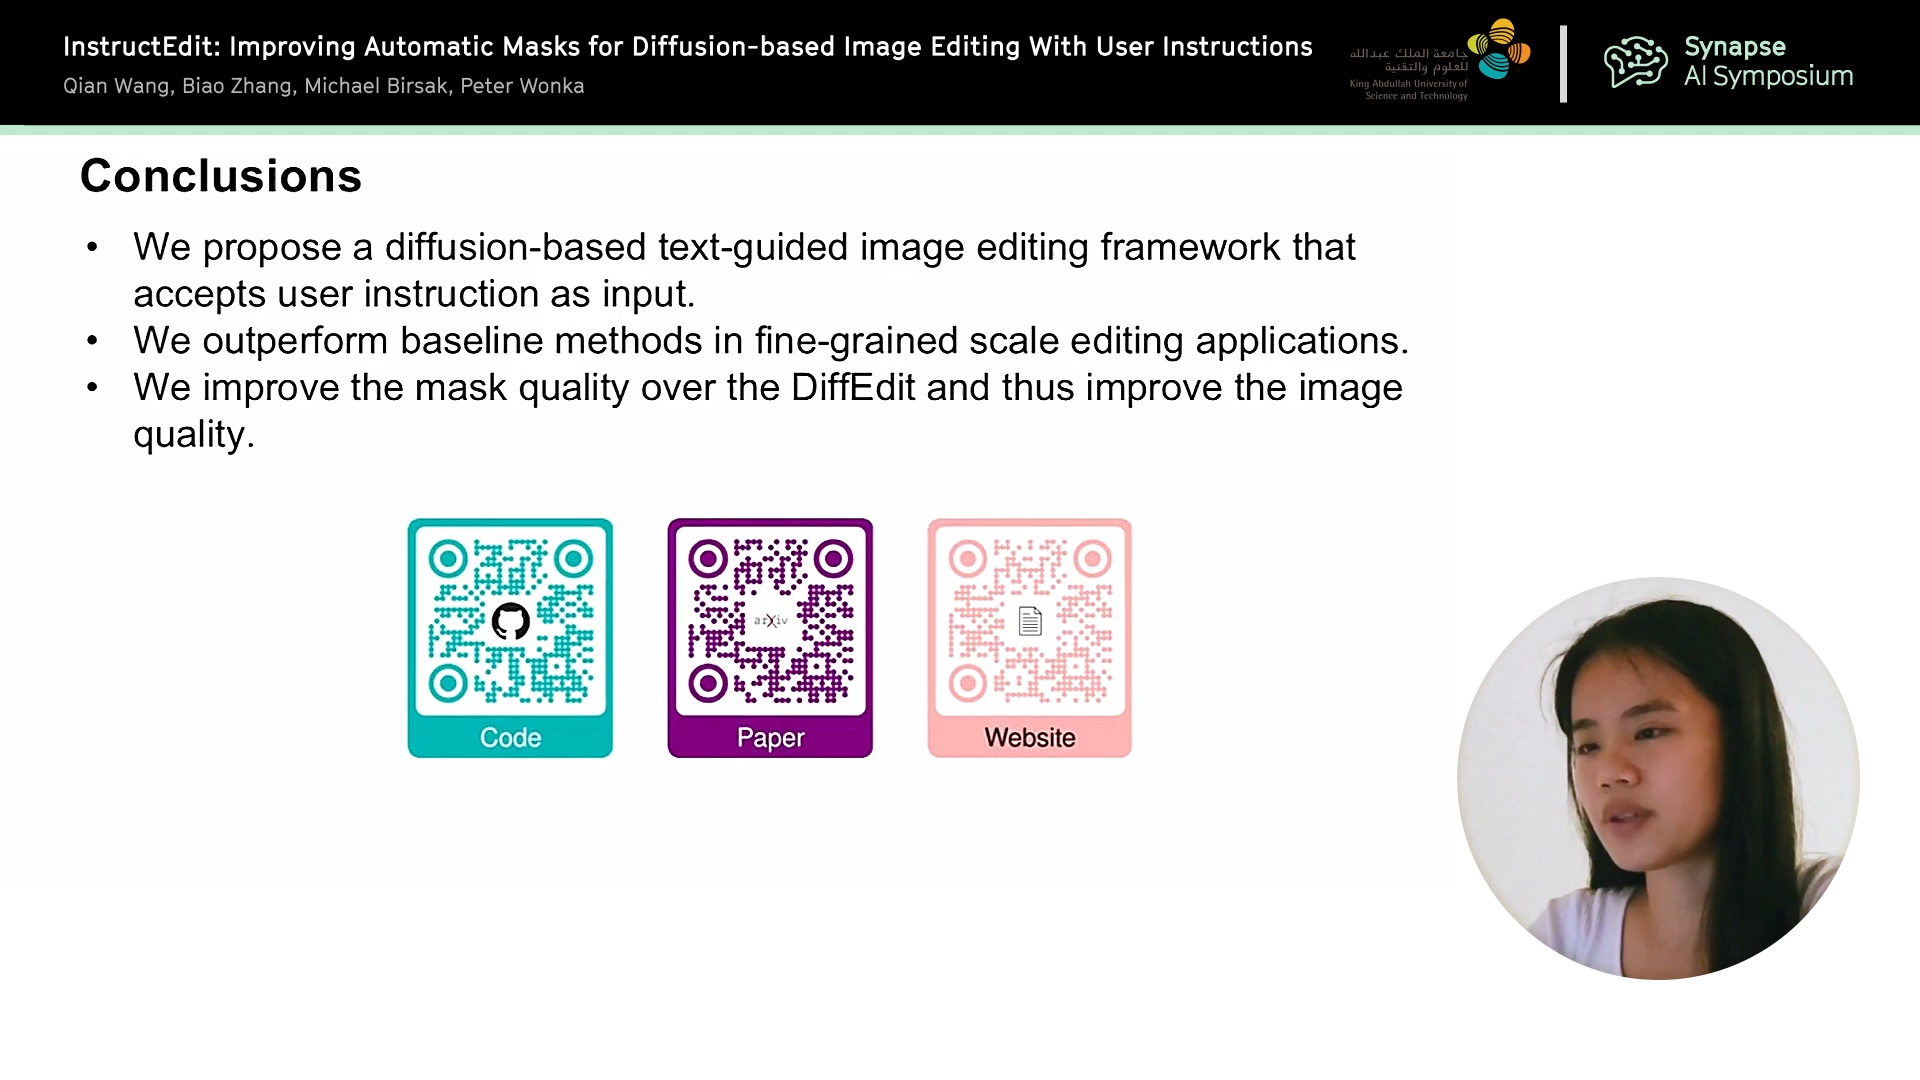 InstructEdit: Improving Automatic Masks for Diffusion-based Image Editing With User Instructions
Qian Wang, Biao Zhang, Michael Birsak, Peter Wonka
جامعة الملك عبدالله
للعلوم والتقنية
King Abdullah University of
Science and Technology
Synapse
AI Symposium
Conclusions
• We propose a diffusion-based text-guided image editing framework that
accepts user instruction as input.
• We outperform baseline methods in fine-grained scale editing applications.
• We improve the mask quality over the DiffEdit and thus improve the image
quality.
arXiv
Code
Paper
Website